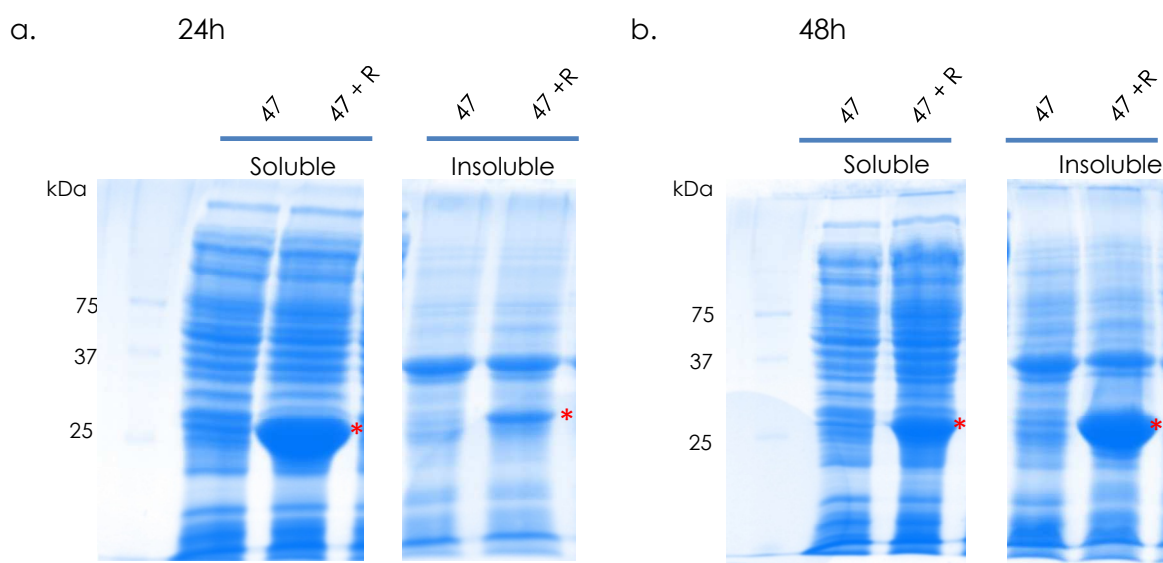 a. 24h
47 47 + R 47 47 +R
Soluble Insoluble
kDa
75
37
25
*
*
b. 48h
47 47 + R 47 47 +R
Soluble Insoluble
kDa
75
37
25
*
*